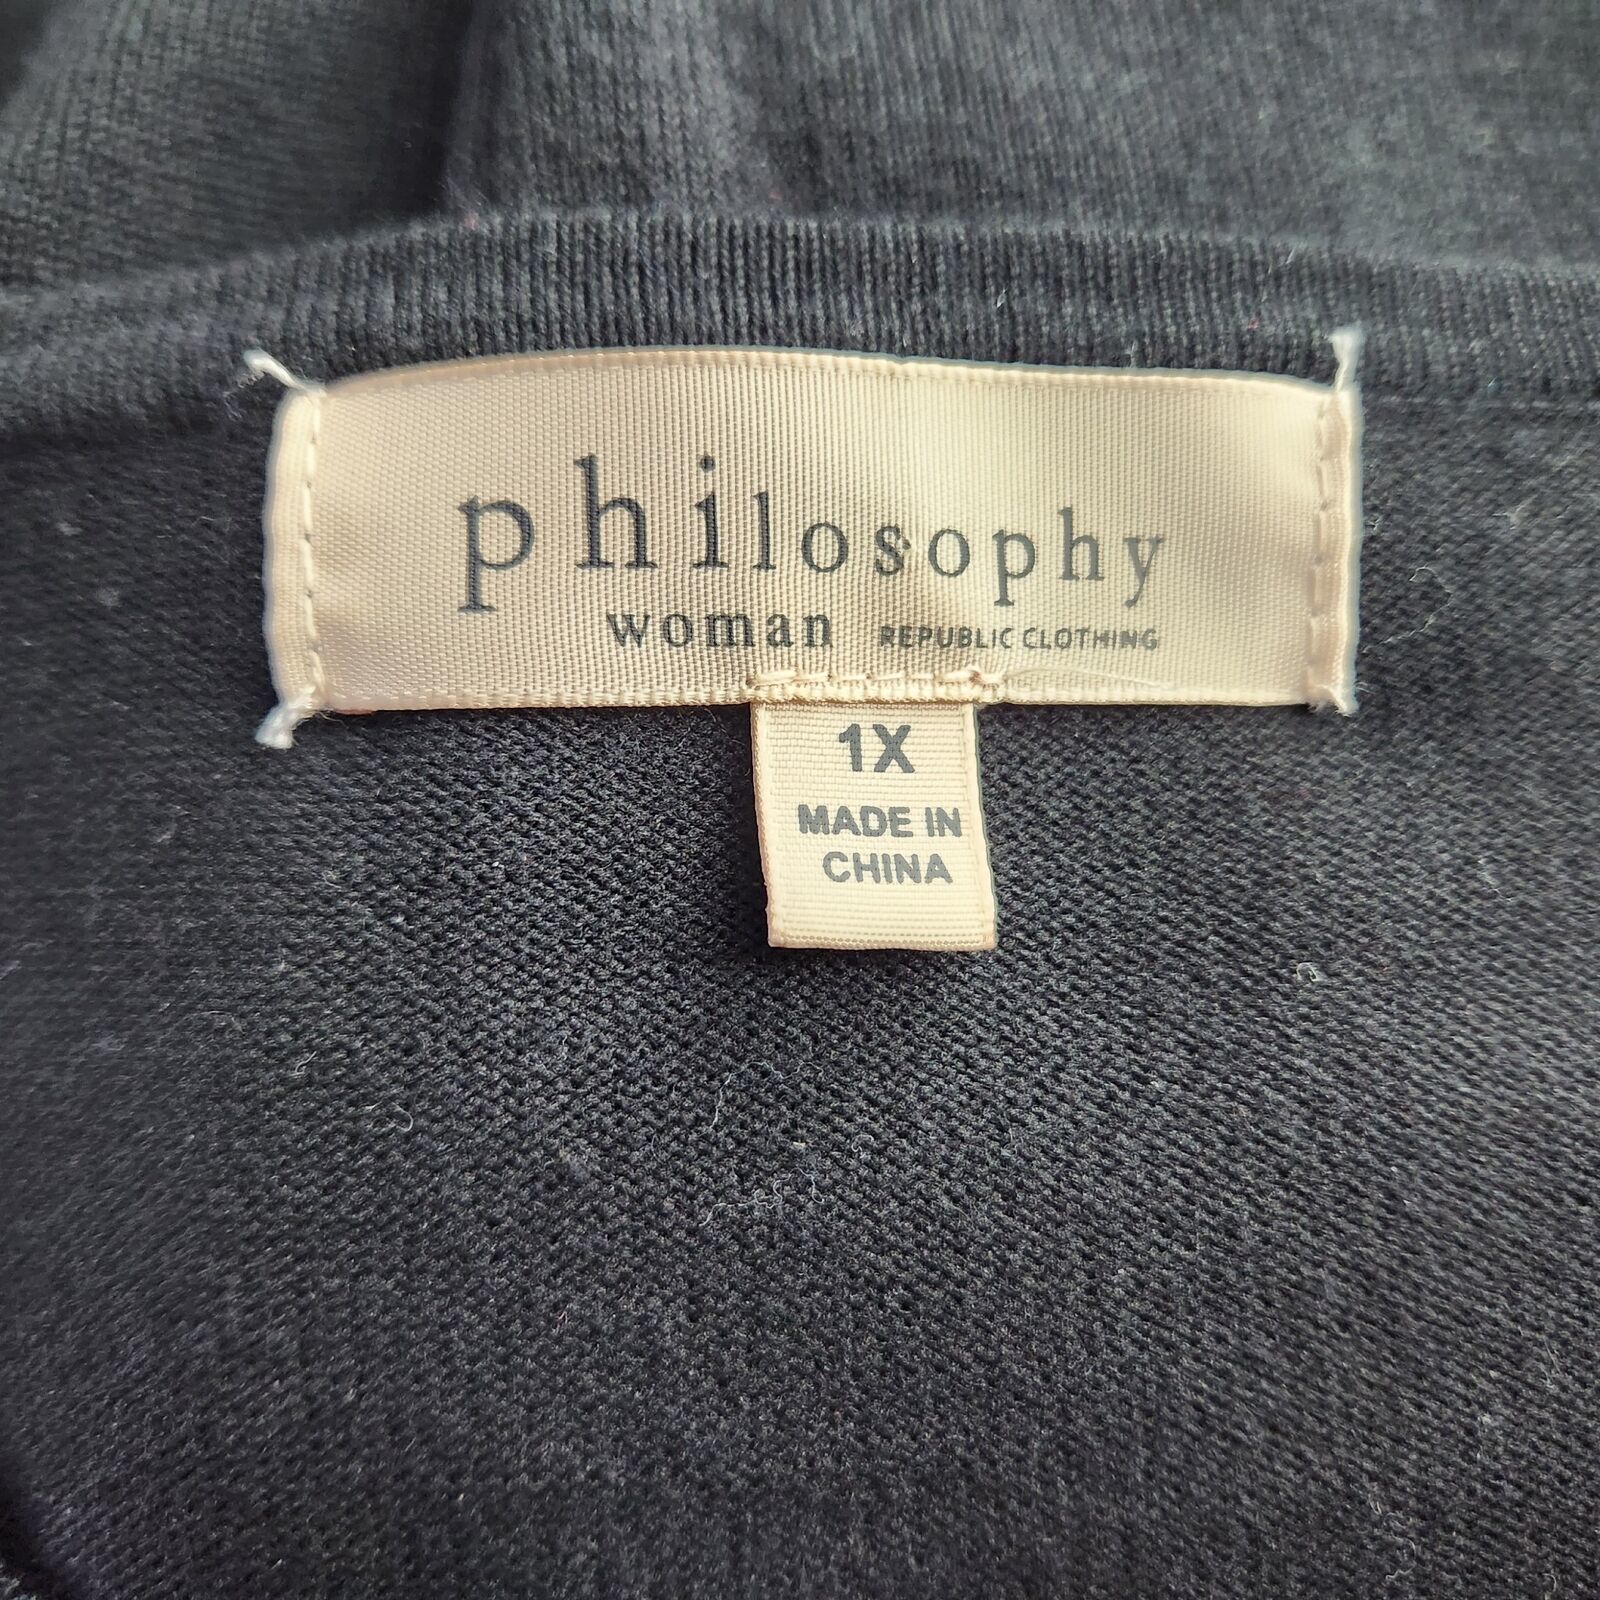 philosophy
woman REPUBLIC CLOTHING
1X
MADE IN
CHINA